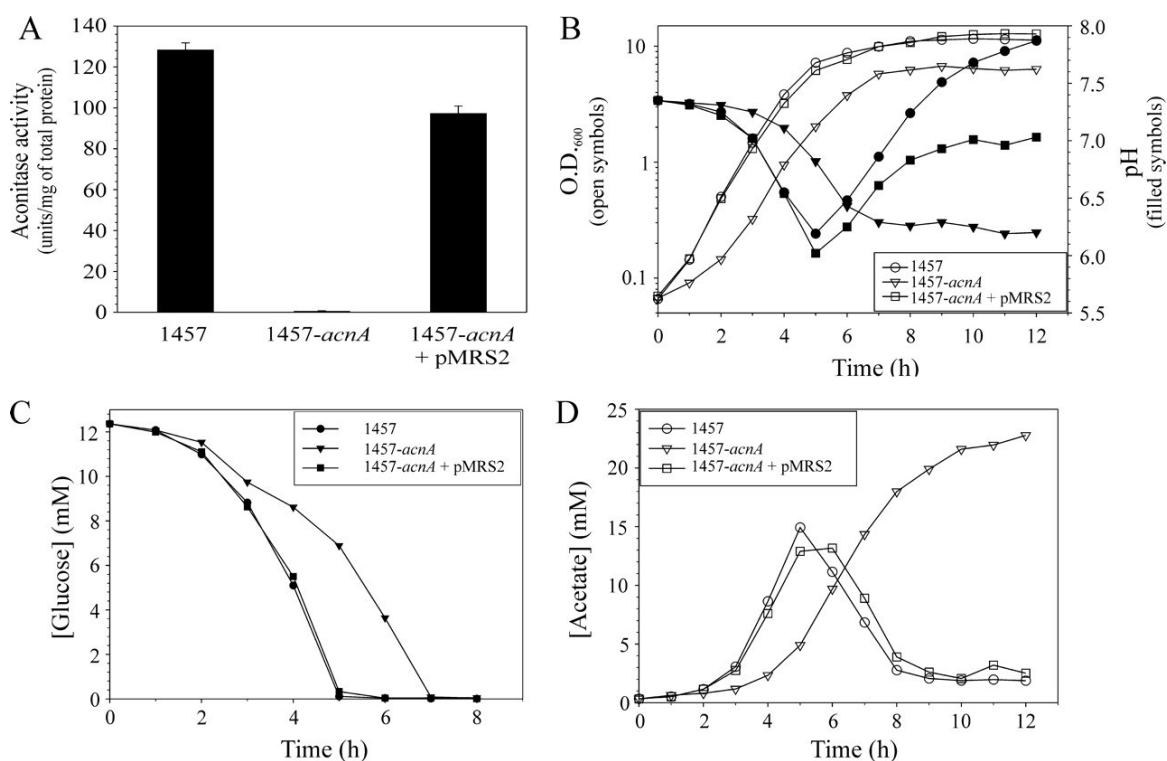 A
Aconitase activity
(units/mg of total protein)
140
120
100
80
60
40
20
0
1457
1457-acnA
1457-acnA
+ pMRS2
B
O.D.600
(open symbols)
10
1
0.1
8.0
7.5
7.0
6.5
6.0
5.5
pH
(filled symbols)
1457
1457-acnA
1457-acnA + pMRS2
0 2 4 6 8 10 12
Time (h)
C
[Glucose] (mM)
12
10
8
6
4
2
0
1457
1457-acnA
1457-acnA + pMRS2
0 2 4 6 8
Time (h)
D
[Acetate] (mM)
25
20
15
10
5
0
1457
1457-acnA
1457-acnA + pMRS2
0 2 4 6 8 10 12
Time (h)